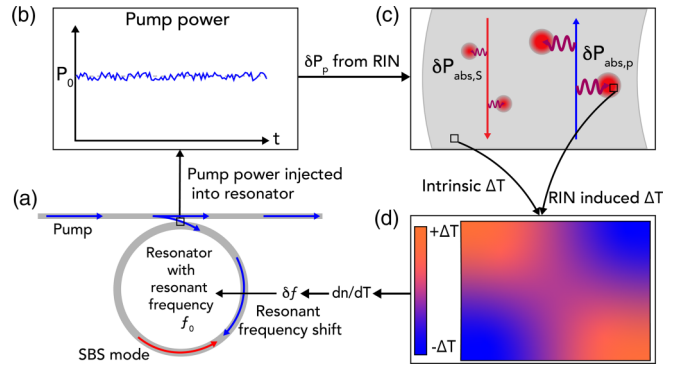 (b)
Pump power
P0
t
δPp from RIN
(c)
δPabs,S
δPabs,p
Pump power injected
into resonator
Intrinsic ΔT
RIN induced ΔT
(a)
Pump
Resonator
with
resonant
frequency
f0
SBS mode
δf
dn/dT
Resonant
frequency shift
(d)
+ΔT
-ΔT